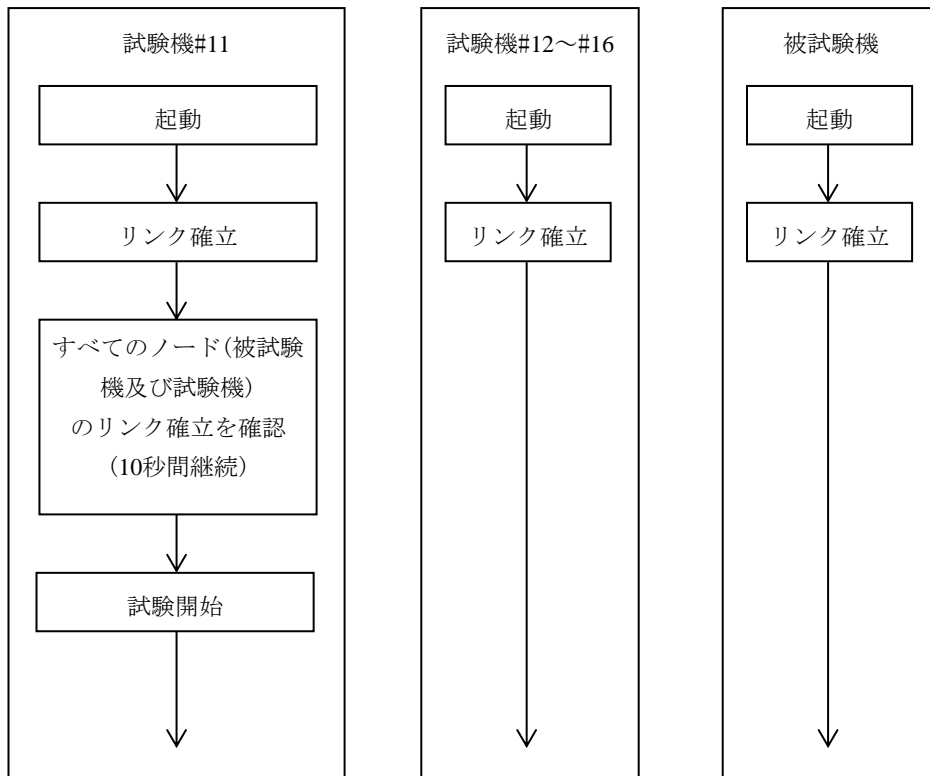 試験機#11
起動
リンク確立
すべてのノード(被試験
機及び試験機)
のリンク確立を確認
(10秒間継続)
試験開始
試験機#12～#16
起動
リンク確立
被試験機
起動
リンク確立